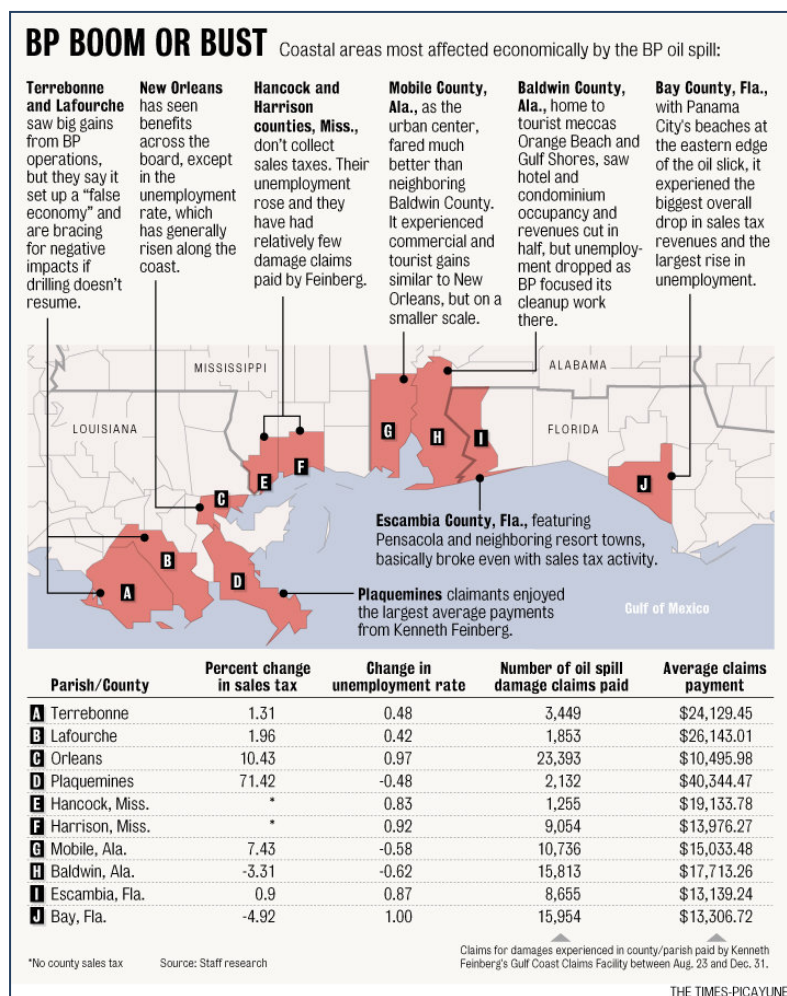 BP BOOM OR BUST Coastal areas most affected economically by the BP oil spill:
Terrebonne
and Lafourche
saw big gains
from BP
operations,
but they say it
set up a “false
economy” and
are bracing
for negative
impacts if
drilling doesn’t
resume.
New Orleans
has seen
benefits
across the
board, except
in the
unemployment
rate, which
has generally
risen along the
coast.
Hancock and
Harrison
counties, Miss.,
don’t collect
sales taxes. Their
unemployment
rose and they
have had
relatively few
damage claims
paid by Feinberg.
Mobile County,
Ala., as the
urban center,
fared much
better than
neighboring
Baldwin County.
It experienced
commercial and
tourist gains
similar to New
Orleans, but on a
smaller scale.
Baldwin County,
Ala., home to
tourist meccas
Orange Beach and
Gulf Shores, saw
hotel and
condominium
occupancy and
revenues cut in
half, but unemploy-
ment dropped as
BP focused its
cleanup work
there.
Bay County, Fla.,
with Panama
City’s beaches at
the eastern edge
of the oil slick, it
experienced the
biggest overall
drop in sales tax
revenues and the
largest rise in
unemployment.
MISSISSIPPI
ALABAMA
LOUISIANA
FLORIDA
G
H
I
F
E
J
C
B
D
A
Escambia County, Fla., featuring
Pensacola and neighboring resort towns,
basically broke even with sales tax activity.
Plaquemines claimants enjoyed
the largest average payments
from Kenneth Feinberg.
Gulf of Mexico
Parish/County Percent change in sales tax Change in unemployment rate Number of oil spill damage claims paid Average claims payment
A Terrebonne 1.31 0.48 3,449 $24,129.45
B Lafourche 1.96 0.42 1,853 $26,143.01
C Orleans 10.43 0.97 23,393 $10,495.98
D Plaquemines 71.42 -0.48 2,132 $40,344.47
E Hancock, Miss. * 0.83 1,255 $19,133.78
F Harrison, Miss. * 0.92 9,054 $13,976.27
G Mobile, Ala. 7.43 -0.58 10,736 $15,033.48
H Baldwin, Ala. -3.31 -0.62 15,813 $17,713.26
I Escambia, Fla. 0.9 0.87 8,655 $13,139.24
J Bay, Fla. -4.92 1.00 15,954 $13,306.72
*No county sales tax Source: Staff research
Claims for damages experienced in county/parish paid by Kenneth
Feinberg’s Gulf Coast Claims Facility between Aug. 23 and Dec. 31.
THE TIMES-PICAYUNE